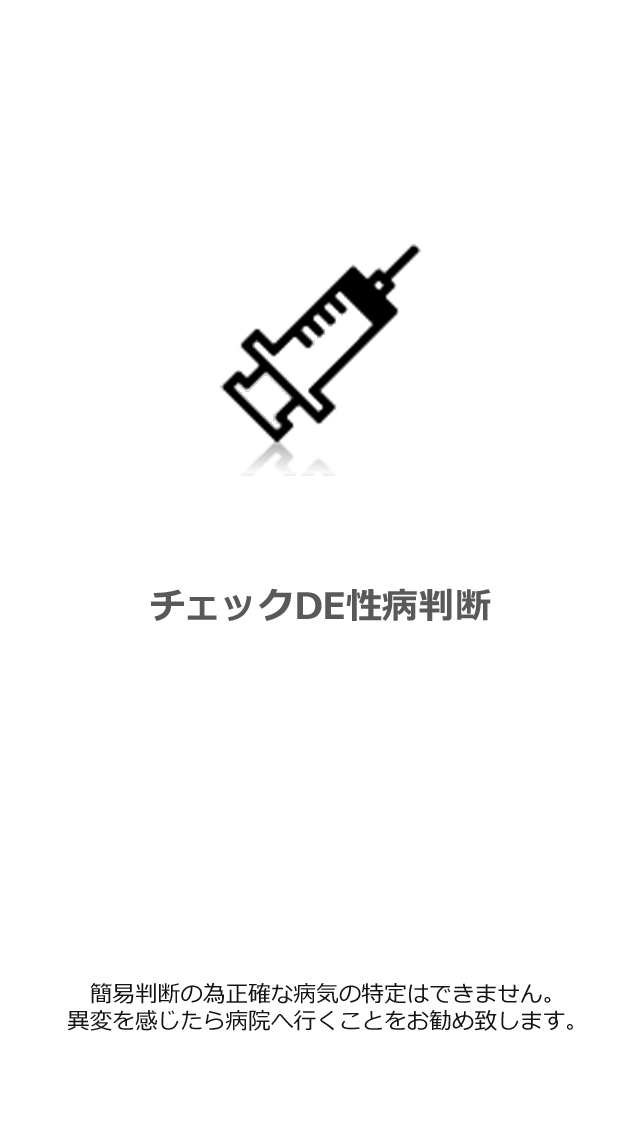 チェックDE性病判断
簡易判断の為正確な病気の特定はできません。
異変を感じたら病院へ行くことをお勧め致します。